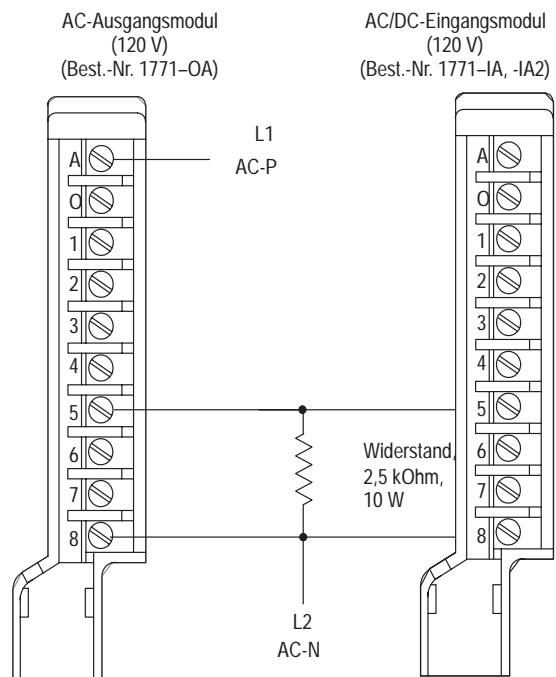 AC-Ausgangsmodul
(120 V)
(Best.-Nr. 1771–OA)
AC/DC-Eingangsmodul
(120 V)
(Best.-Nr. 1771–IA, -IA2)
L1
AC-P
A
O
1
2
3
4
5
6
7
8
A
O
1
2
3
4
5
6
7
8
Widerstand,
2,5 kOhm,
10 W
L2
AC-N